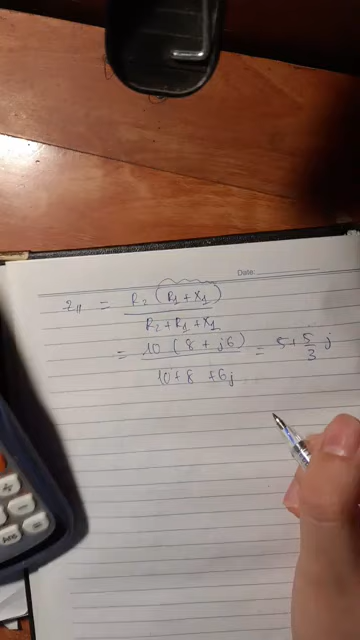 Date:
Z₁₁ = R₂ (R₁ + X₁)
R₂ + R₁ + X₁
= 10 ( 8 + j6 ) = 5 + 5/3 j
10 + 8 + 6j